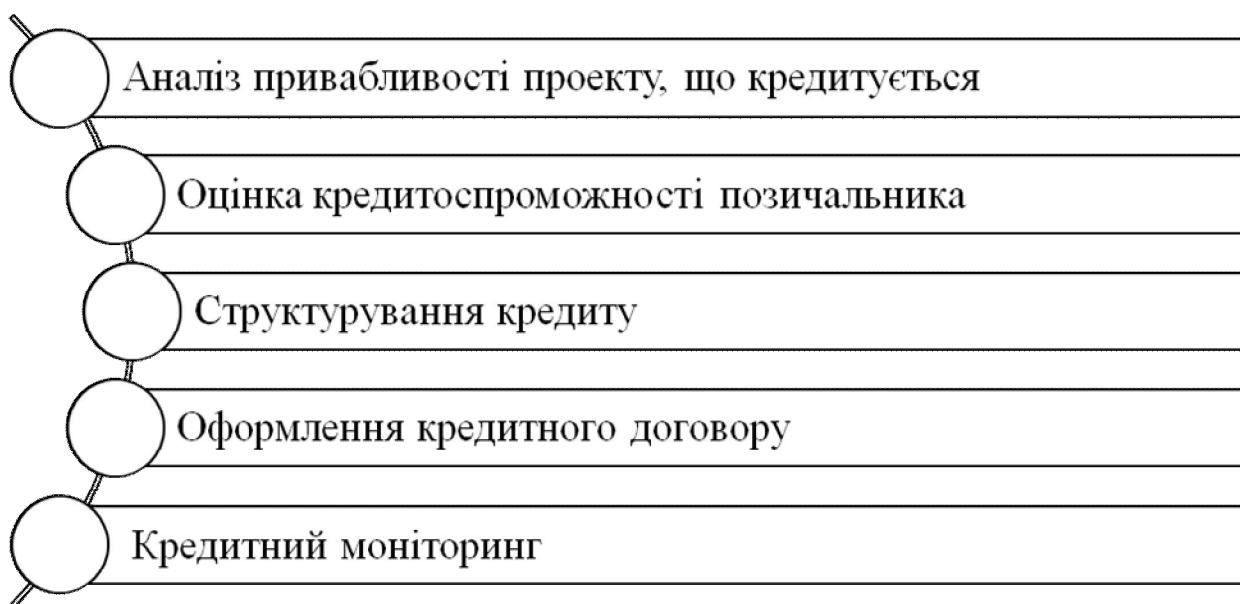 Аналіз привабливості проекту, що кредитується
Оцінка кредитоспроможності позичальника
Структурування кредиту
Оформлення кредитного договору
Кредитний моніторинг